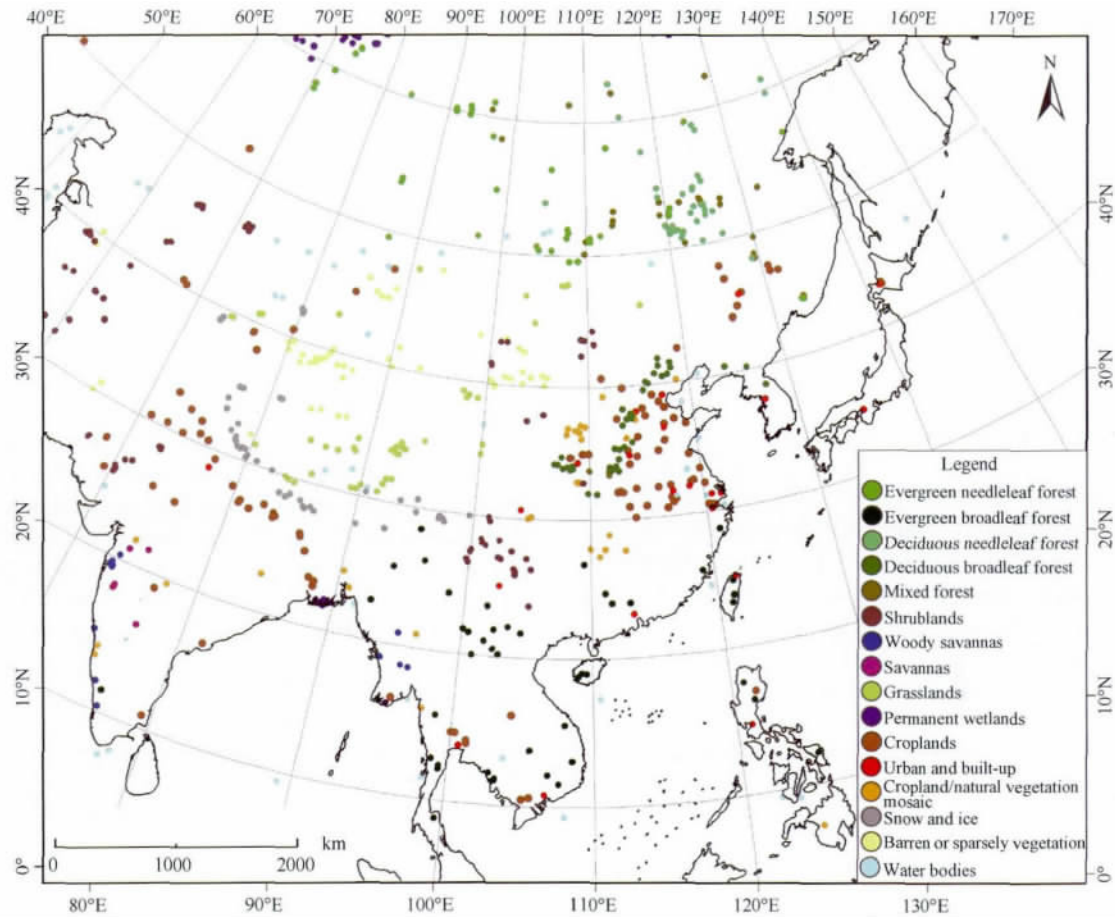 40°E 50°E 60°E 70°E 80°E 90°E 100°E 110°E 120°E 130°E 140°E 150°E 160°E 170°E
N
40°N
30°N
20°N
10°N
0°
40°N
30°N
20°N
10°N
0°
Legend
Evergreen needleleaf forest
Evergreen broadleaf forest
Deciduous needleleaf forest
Deciduous broadleaf forest
Mixed forest
Shrublands
Woody savannas
Savannas
Grasslands
Permanent wetlands
Croplands
Urban and built-up
Cropland/natural vegetation
mosaic
Snow and ice
Barren or sparsely vegetation
Water bodies
0 1000 2000 km
80°E 90°E 100°E 110°E 120°E 130°E